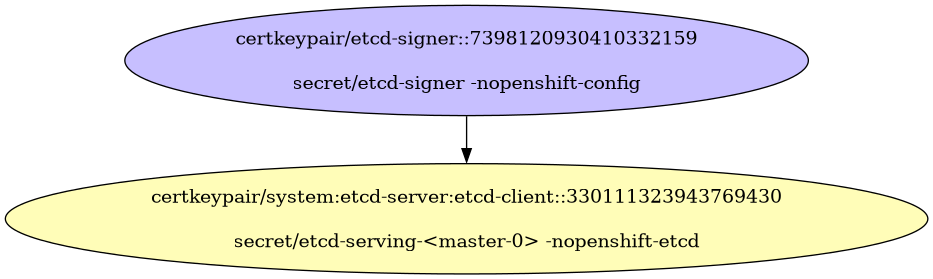 certkeypair/etcd-signer::7398120930410332159
secret/etcd-signer -nopenshift-config
certkeypair/system:etcd-server:etcd-client::330111323943769430
secret/etcd-serving-<master-0> -nopenshift-etcd